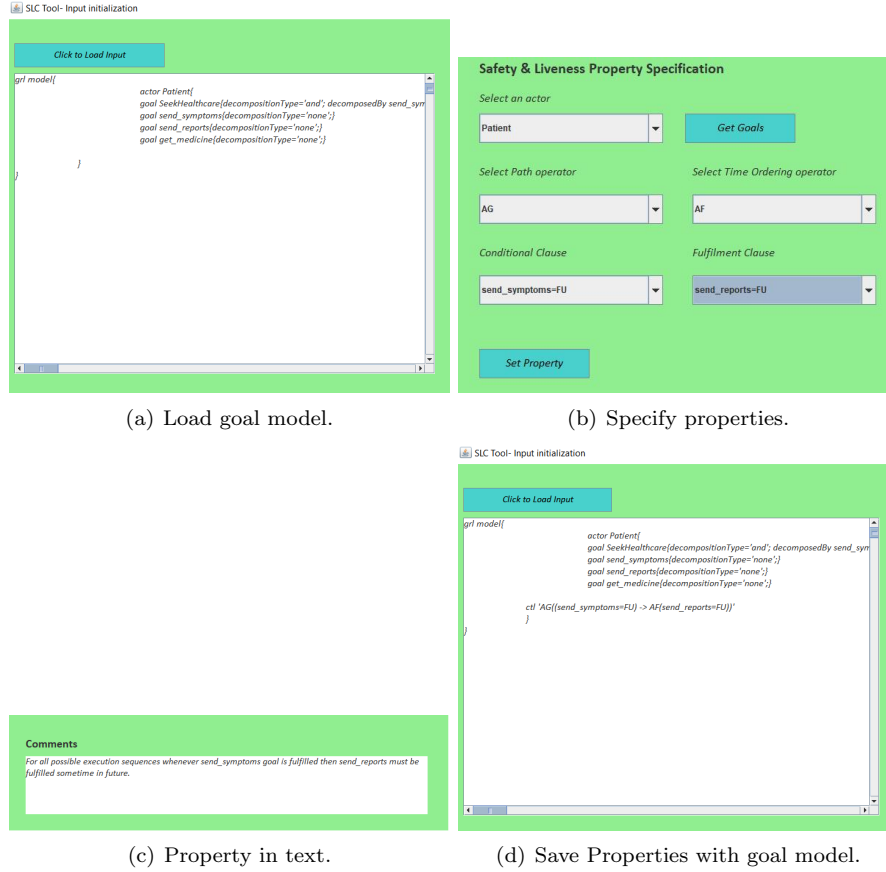 SLC Tool- Input initialization
Click to Load Input
grl model{
actor Patient{
goal SeekHealthcare{decompositionType='and'; decomposedBy send_sym
goal send_symptoms{decompositionType='none';}
goal send_reports{decompositionType='none';}
goal get_medicine{decompositionType='none';}
}
}
(a) Load goal model.
Safety & Liveness Property Specification
Select an actor
Patient
Get Goals
Select Path operator
Select Time Ordering operator
AG
AF
Conditional Clause
Fulfilment Clause
send_symptoms=FU
send_reports=FU
Set Property
(b) Specify properties.
Comments
For all possible execution sequences whenever send_symptoms goal is fulfilled then send_reports must be
fulfilled sometime in future.
(c) Property in text.
SLC Tool- Input initialization
Click to Load Input
grl model{
actor Patient{
goal SeekHealthcare{decompositionType='and'; decomposedBy send_sym
goal send_symptoms{decompositionType='none';}
goal send_reports{decompositionType='none';}
goal get_medicine{decompositionType='none';}
ctl 'AG((send_symptoms=FU) -> AF(send_reports=FU))'
}
}
(d) Save Properties with goal model.